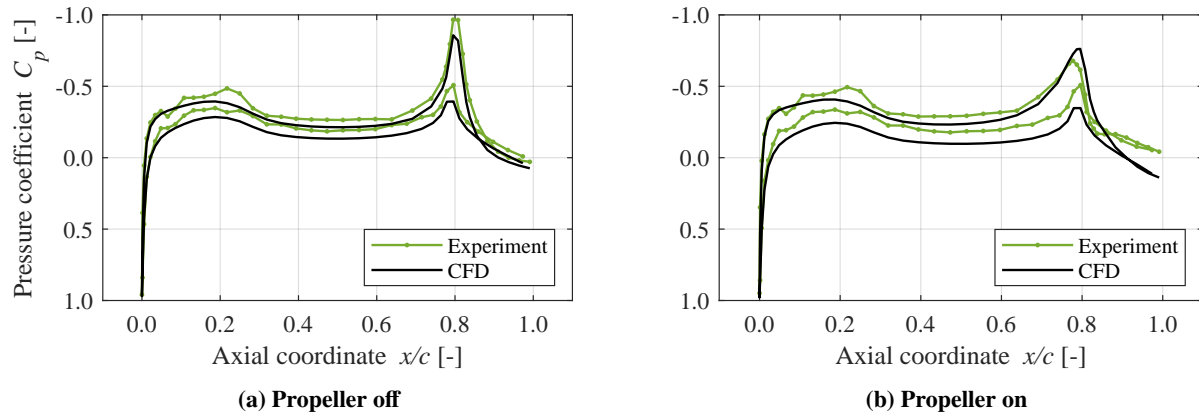 -1.0
-0.5
0.0
0.5
1.0
Pressure coefficient C_p [-]
0.0 0.2 0.4 0.6 0.8 1.0
Axial coordinate x/c [-]
Experiment
CFD
(a) Propeller off
-1.0
-0.5
0.0
0.5
1.0
0.0 0.2 0.4 0.6 0.8 1.0
Axial coordinate x/c [-]
Experiment
CFD
(b) Propeller on